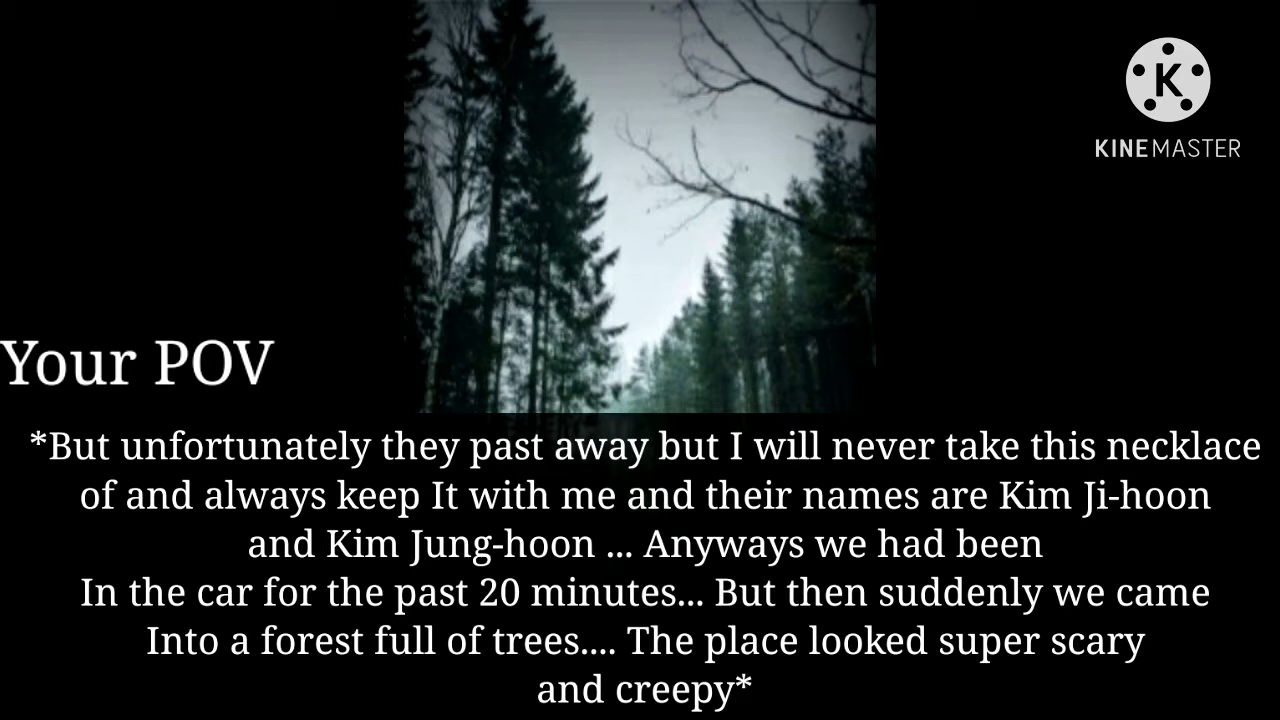 K
KINEMASTER
Your POV
*But unfortunately they past away but I will never take this necklace
of and always keep It with me and their names are Kim Ji-hoon
and Kim Jung-hoon ... Anyways we had been
In the car for the past 20 minutes... But then suddenly we came
Into a forest full of trees.... The place looked super scary
and creepy*